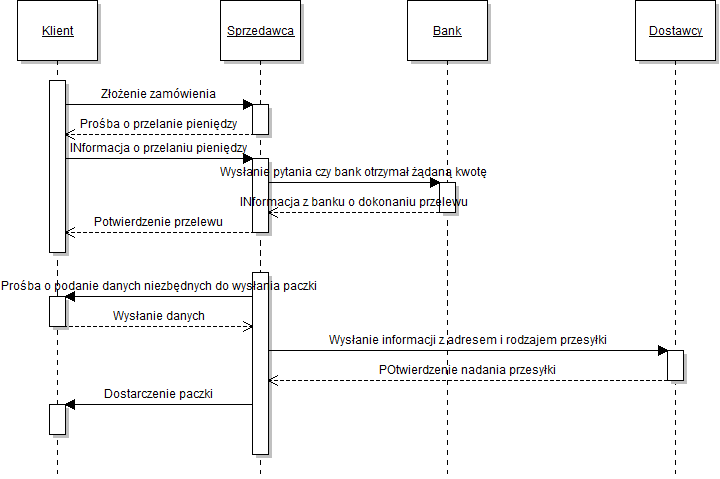 Klient
Sprzedawca
Bank
Dostawcy
Złożenie zamówienia
Prośba o przelanie pieniędzy
INformacja o przelaniu pieniędzy
Wysłanie pytania czy bank otrzymał żądaną kwotę
INformacja z banku o dokonaniu przelewu
Potwierdzenie przelewu
Prośba o podanie danych niezbędnych do wysłania paczki
Wysłanie danych
Wysłanie informacji z adresem i rodzajem przesyłki
POtwierdzenie nadania przesyłki
Dostarczenie paczki